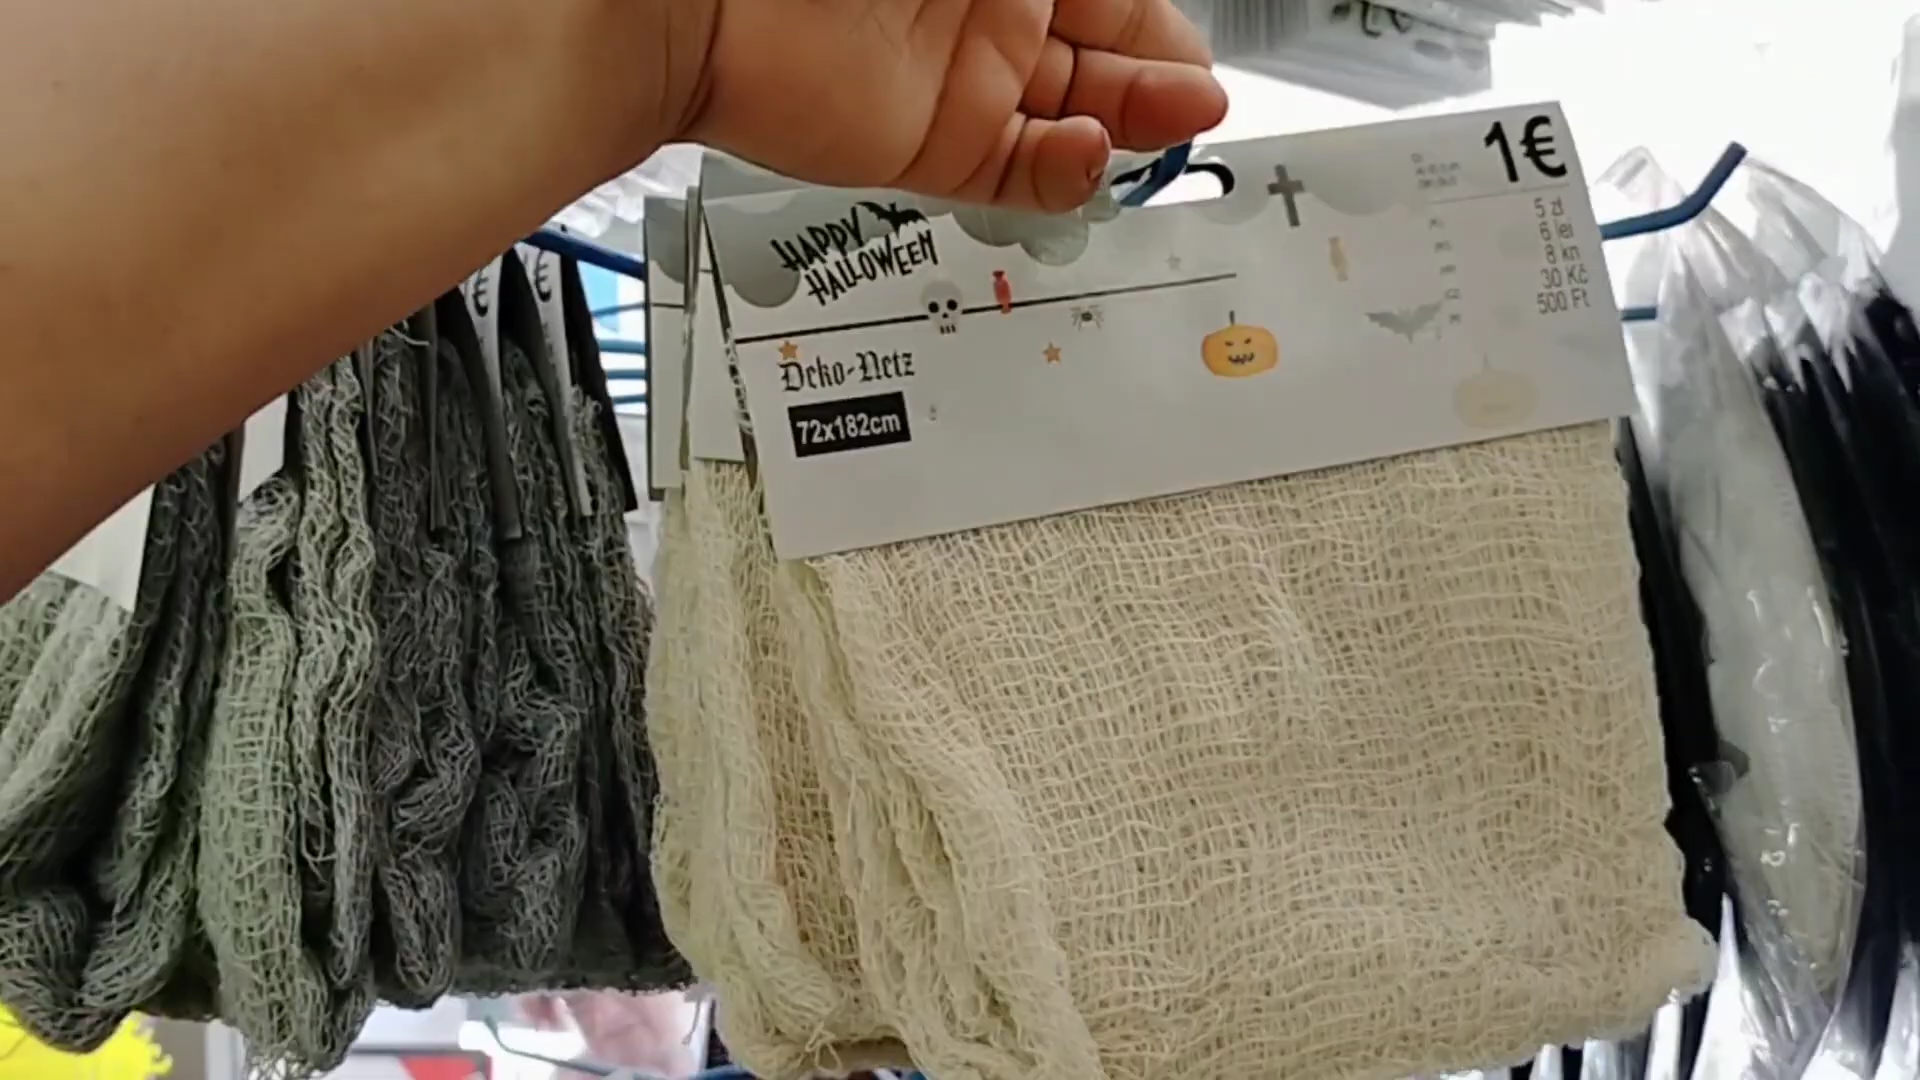 HAPPY
HALLOWEEN
1€
5 zł
6 lei
8 kn
30 Kč
500 Ft
Deko-Netz
72x182cm
€
€